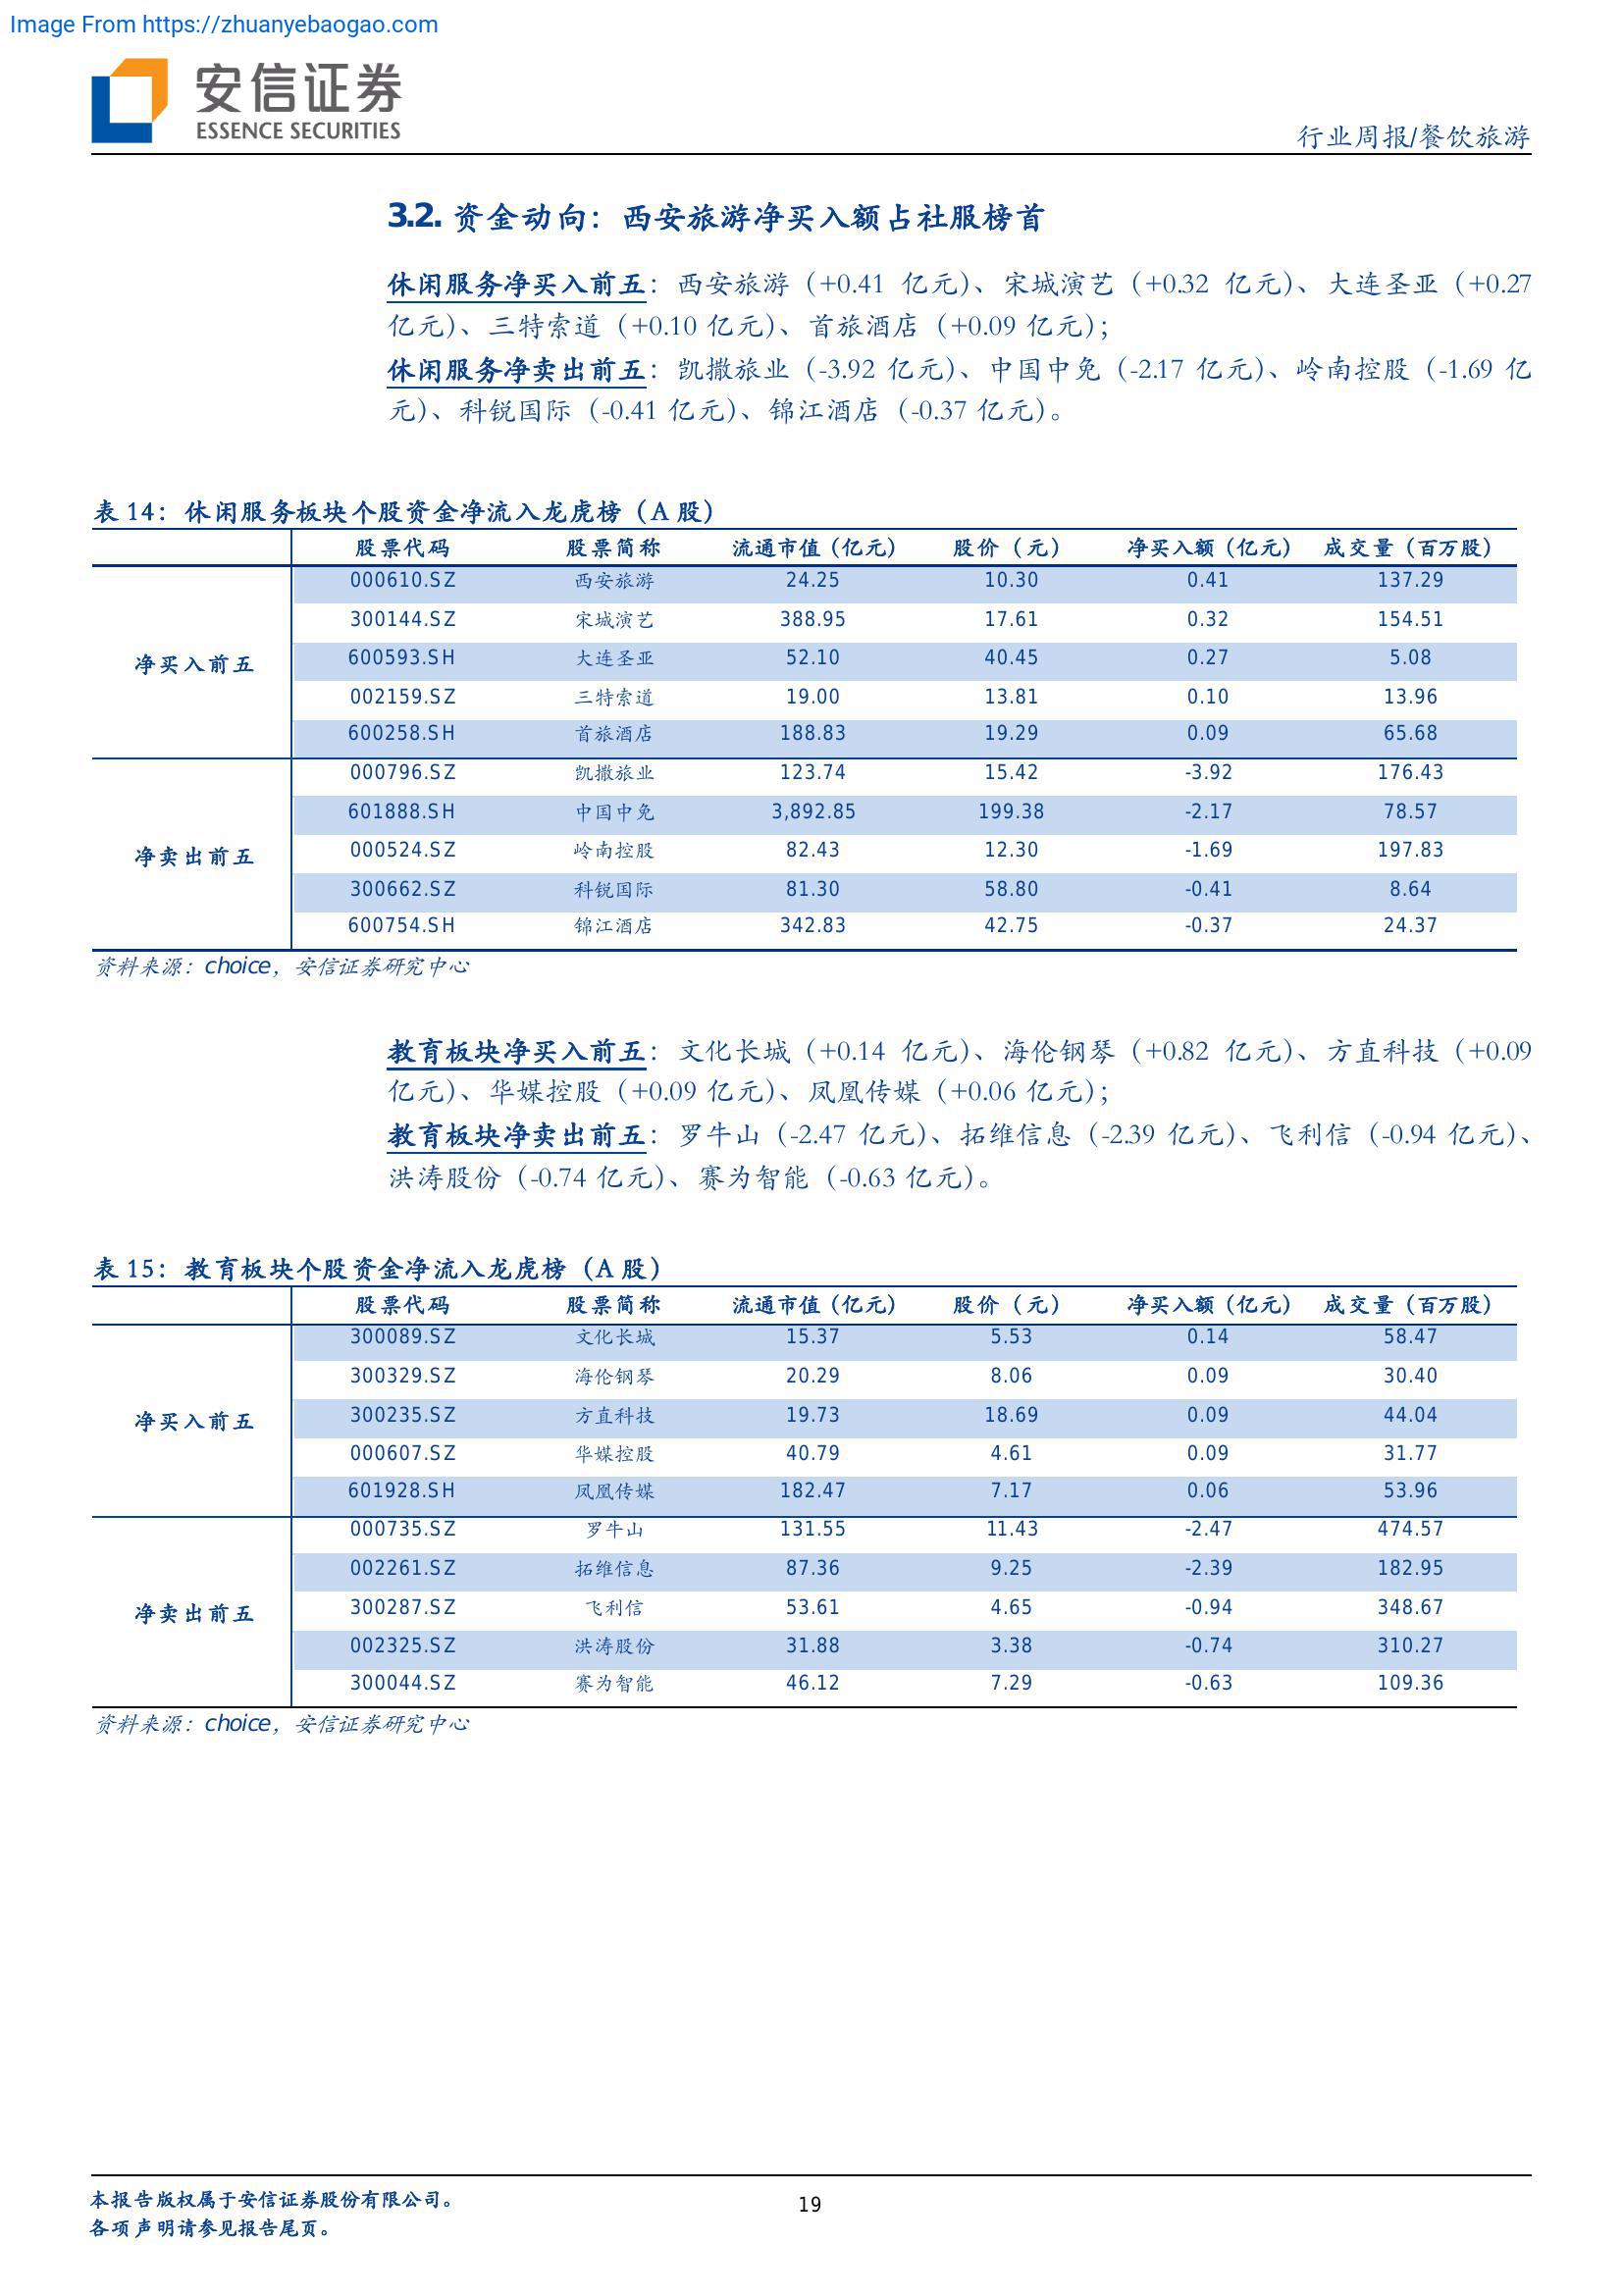 Image From https://zhuanyebaogao.com
安信证券
ESSENCE SECURITIES
行业周报/餐饮旅游
3.2. 资金动向：西安旅游净买入额占社服榜首
休闲服务净买入前五：西安旅游（+0.41 亿元）、宋城演艺（+0.32 亿元）、大连圣亚（+0.27
亿元）、三特索道（+0.10 亿元）、首旅酒店（+0.09 亿元）；
休闲服务净卖出前五：凯撒旅业（-3.92 亿元）、中国中免（-2.17 亿元）、岭南控股（-1.69 亿
元）、科锐国际（-0.41 亿元）、锦江酒店（-0.37 亿元）。
表 14：休闲服务板块个股资金净流入龙虎榜（A 股）
股票代码 股票简称 流通市值（亿元） 股价（元） 净买入额（亿元） 成交量（百万股）
000610.SZ 西安旅游 24.25 10.30 0.41 137.29
300144.SZ 宋城演艺 388.95 17.61 0.32 154.51
净买入前五 600593.SH 大连圣亚 52.10 40.45 0.27 5.08
002159.SZ 三特索道 19.00 13.81 0.10 13.96
600258.SH 首旅酒店 188.83 19.29 0.09 65.68
000796.SZ 凯撒旅业 123.74 15.42 -3.92 176.43
601888.SH 中国中免 3,892.85 199.38 -2.17 78.57
净卖出前五 000524.SZ 岭南控股 82.43 12.30 -1.69 197.83
300662.SZ 科锐国际 81.30 58.80 -0.41 8.64
600754.SH 锦江酒店 342.83 42.75 -0.37 24.37
资料来源：choice，安信证券研究中心
教育板块净买入前五：文化长城（+0.14 亿元）、海伦钢琴（+0.82 亿元）、方直科技（+0.09
亿元）、华媒控股（+0.09 亿元）、凤凰传媒（+0.06 亿元）；
教育板块净卖出前五：罗牛山（-2.47 亿元）、拓维信息（-2.39 亿元）、飞利信（-0.94 亿元）、
洪涛股份（-0.74 亿元）、赛为智能（-0.63 亿元）。
表 15：教育板块个股资金净流入龙虎榜（A 股）
股票代码 股票简称 流通市值（亿元） 股价（元） 净买入额（亿元） 成交量（百万股）
300089.SZ 文化长城 15.37 5.53 0.14 58.47
300329.SZ 海伦钢琴 20.29 8.06 0.09 30.40
净买入前五 300235.SZ 方直科技 19.73 18.69 0.09 44.04
000607.SZ 华媒控股 40.79 4.61 0.09 31.77
601928.SH 凤凰传媒 182.47 7.17 0.06 53.96
000735.SZ 罗牛山 131.55 11.43 -2.47 474.57
002261.SZ 拓维信息 87.36 9.25 -2.39 182.95
净卖出前五 300287.SZ 飞利信 53.61 4.65 -0.94 348.67
002325.SZ 洪涛股份 31.88 3.38 -0.74 310.27
300044.SZ 赛为智能 46.12 7.29 -0.63 109.36
资料来源：choice，安信证券研究中心
本报告版权属于安信证券股份有限公司。
各项声明请参见报告尾页。
19